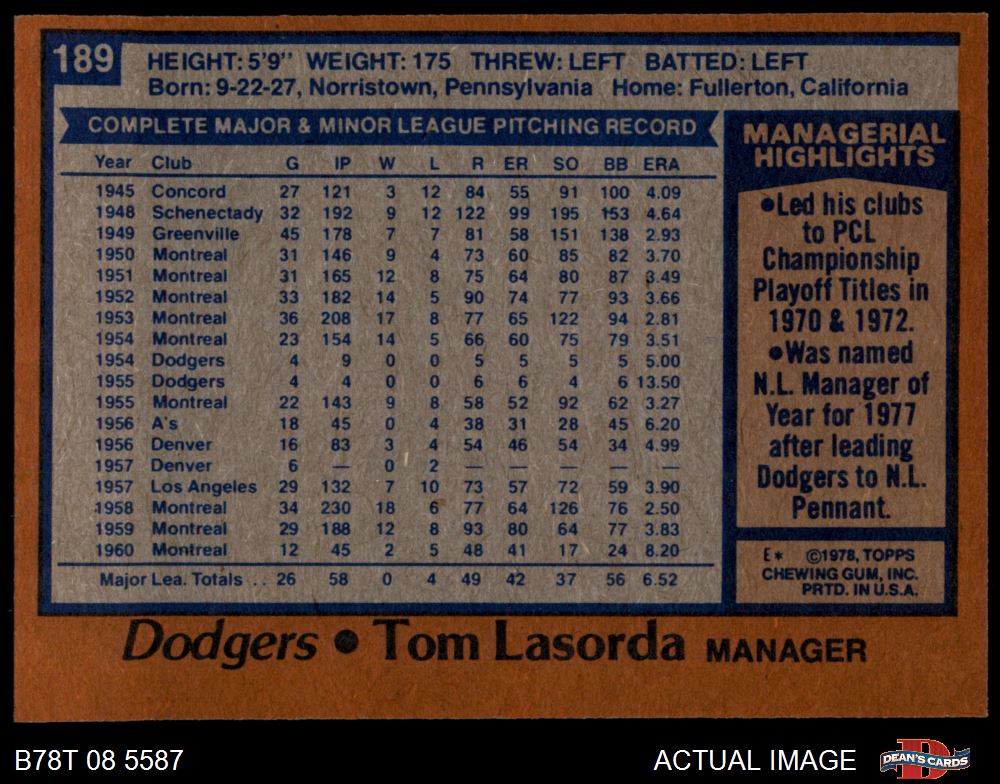 189
HEIGHT: 5'9" WEIGHT: 175 THREW: LEFT BATTED: LEFT
Born: 9-22-27, Norristown, Pennsylvania Home: Fullerton, California
COMPLETE MAJOR & MINOR LEAGUE PITCHING RECORD
Year Club G IP W L R ER SO BB ERA
1945 Concord 27 121 3 12 84 55 91 100 4.09
1948 Schenectady 32 192 9 12 122 99 195 153 4.64
1949 Greenville 45 178 7 7 81 58 151 138 2.93
1950 Montreal 31 146 9 4 73 60 85 82 3.70
1951 Montreal 31 165 12 8 75 64 80 87 3.49
1952 Montreal 33 182 14 5 90 74 77 93 3.66
1953 Montreal 36 208 17 8 77 65 122 94 2.81
1954 Montreal 23 154 14 5 66 60 75 79 3.51
1954 Dodgers 4 9 0 0 5 5 5 5 5.00
1955 Dodgers 4 4 0 0 6 6 4 6 13.50
1955 Montreal 22 143 9 8 58 52 92 62 3.27
1956 A's 18 45 0 4 38 31 28 45 6.20
1956 Denver 16 83 3 4 54 46 54 34 4.99
1957 Denver 6 — 0 2 — — — — —
1957 Los Angeles 29 132 7 10 73 57 72 59 3.90
1958 Montreal 34 230 18 6 77 64 126 76 2.50
1959 Montreal 29 188 12 8 93 80 64 77 3.83
1960 Montreal 12 45 2 5 48 41 17 24 8.20
Major Lea. Totals .. 26 58 0 4 49 42 37 56 6.52
MANAGERIAL
HIGHLIGHTS
●Led his clubs
to PCL
Championship
Playoff Titles in
1970 & 1972.
●Was named
N.L. Manager of
Year for 1977
after leading
Dodgers to N.L.
Pennant.
E* ©1978, TOPPS
CHEWING GUM, INC.
PRTD. IN U.S.A.
Dodgers ● Tom Lasorda MANAGER
B78T 08 5587
ACTUAL IMAGE
D
DEAN'S CARDS